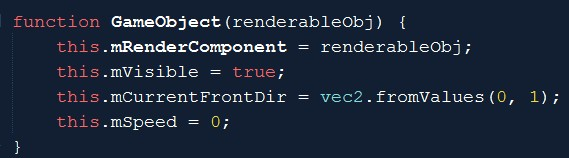 function GameObject(renderableObj) {
    this.mRenderComponent = renderableObj;
    this.mVisible = true;
    this.mCurrentFrontDir = vec2.fromValues(0, 1);
    this.mSpeed = 0;
}